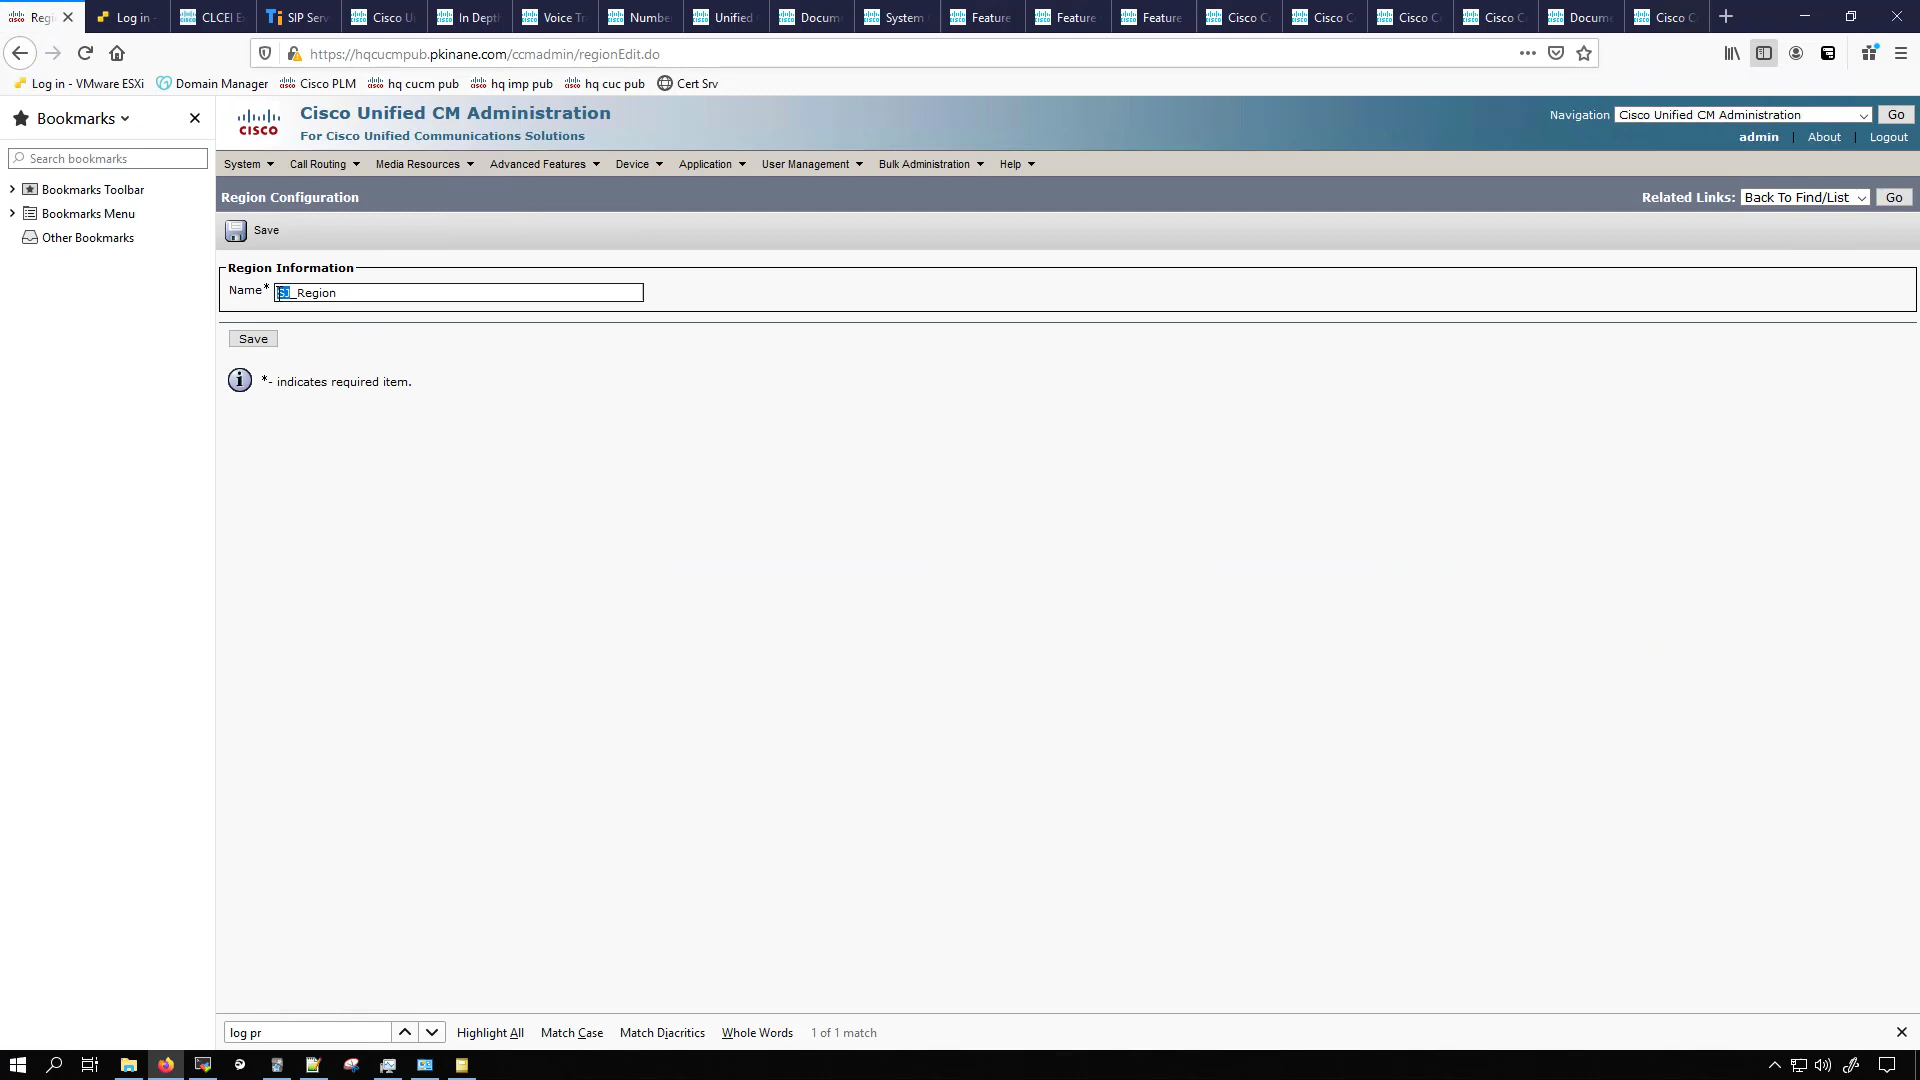 Regi
Log in -
CLCEI E
SIP Serv
Cisco U
In Depth
Voice Tr
Numbe
Unified
Docum
System
Feature
Feature
Feature
Cisco C
Cisco C
Cisco C
Cisco C
Docum
Cisco C
https://hqcucmpub.pkinane.com/ccmadmin/regionEdit.do
Log in - VMware ESXi Domain Manager Cisco PLM hq cucm pub hq imp pub hq cuc pub Cert Srv
Bookmarks
Search bookmarks
Bookmarks Toolbar
Bookmarks Menu
Other Bookmarks
CISCO
Cisco Unified CM Administration
For Cisco Unified Communications Solutions
Navigation Cisco Unified CM Administration Go
admin | About | Logout
System Call Routing Media Resources Advanced Features Device Application User Management Bulk Administration Help
Region Configuration
Related Links: Back To Find/List Go
Save
Region Information
Name* SJ_Region
Save
*- indicates required item.
log pr Highlight All Match Case Match Diacritics Whole Words 1 of 1 match